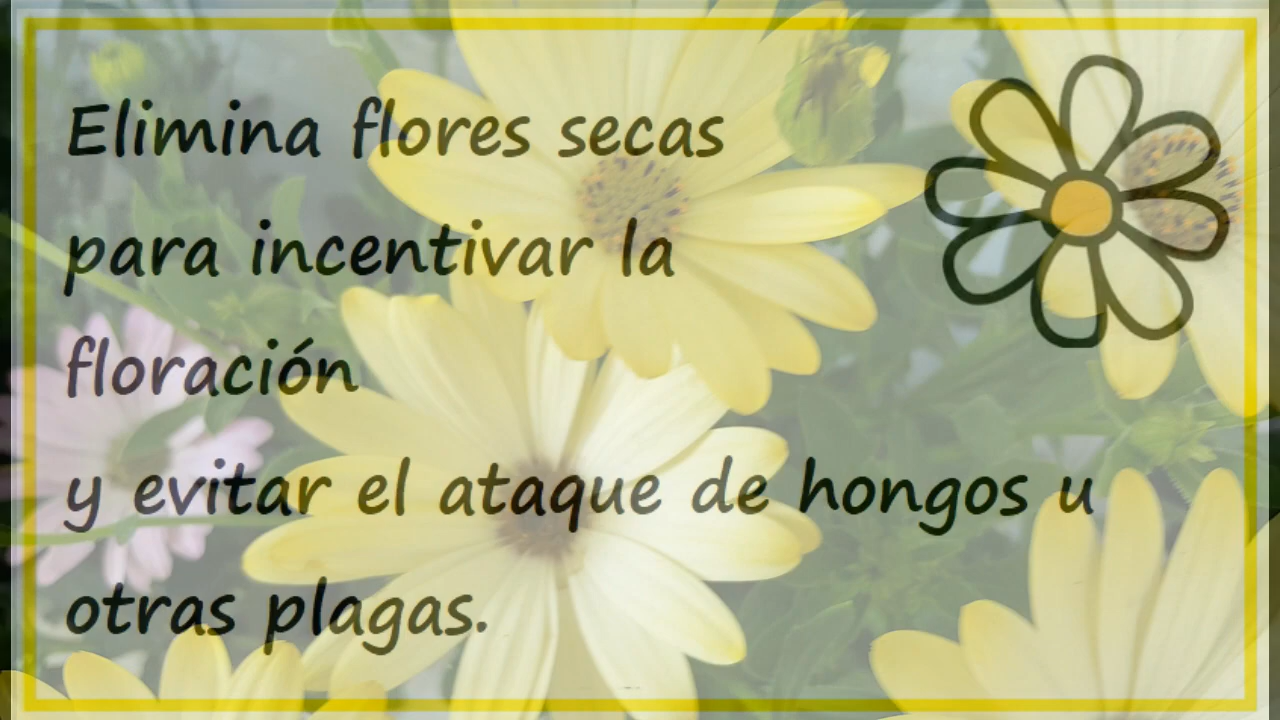 Elimina flores secas
para incentivar la
floración
y evitar el ataque de hongos u
otras plagas.